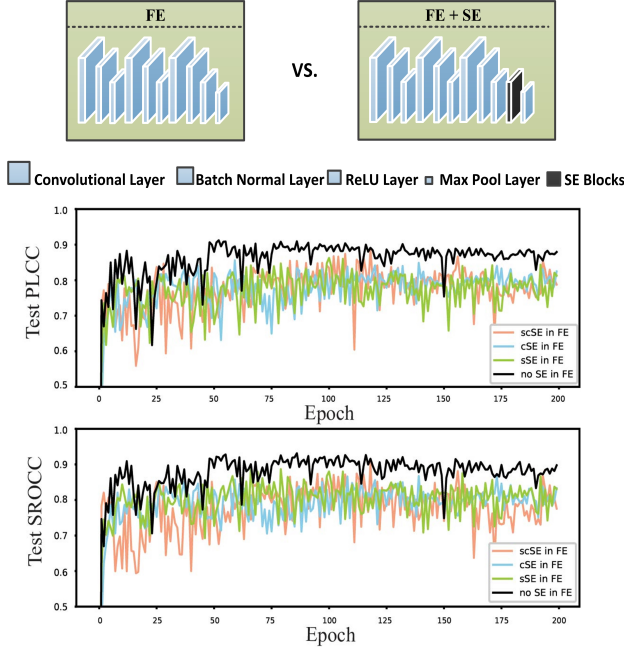 FE
FE + SE
VS.
Convolutional Layer
Batch Normal Layer
ReLU Layer
Max Pool Layer
SE Blocks
1.0
0.9
0.8
0.7
0.6
0.5
Test PLCC
scSE in FE
cSE in FE
sSE in FE
no SE in FE
0 25 50 75 100 125 150 175 200
Epoch
1.0
0.9
0.8
0.7
0.6
0.5
Test SROCC
scSE in FE
cSE in FE
sSE in FE
no SE in FE
0 25 50 75 100 125 150 175 200
Epoch